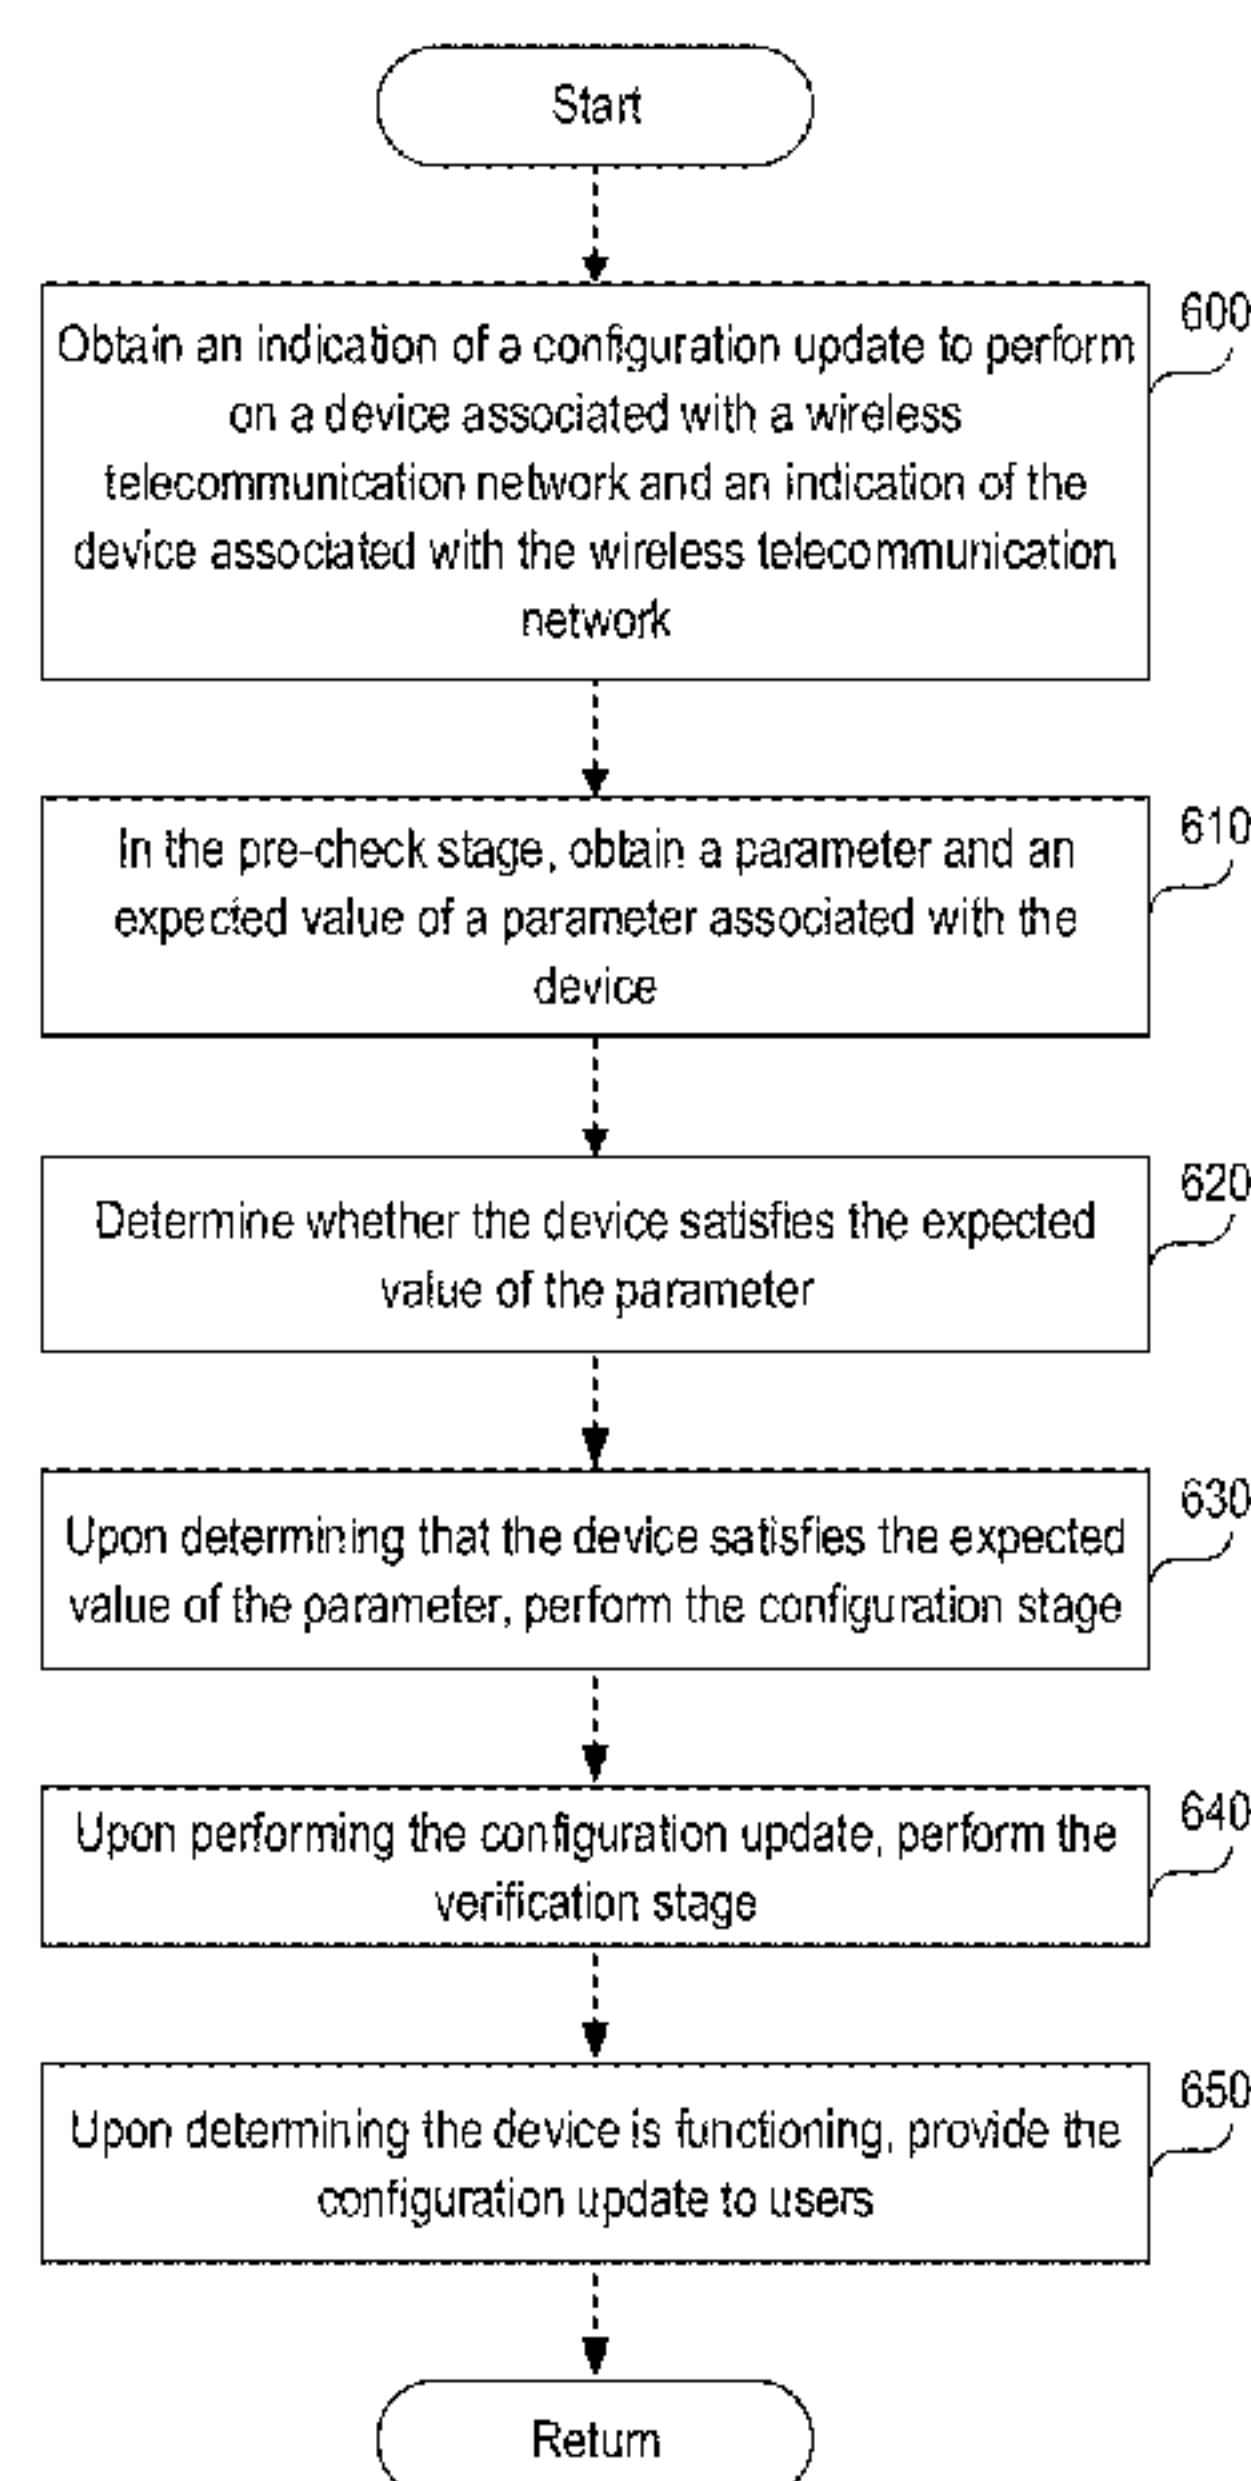 Start
600
Obtain an indication of a configuration update to perform
on a device associated with a wireless
telecommunication network and an indication of the
device associated with the wireless telecommunication
network
610
In the pre-check stage, obtain a parameter and an
expected value of a parameter associated with the
device
620
Determine whether the device satisfies the expected
value of the parameter
630
Upon determining that the device satisfies the expected
value of the parameter, perform the configuration stage
640
Upon performing the configuration update, perform the
verification stage
650
Upon determining the device is functioning, provide the
configuration update to users
Return